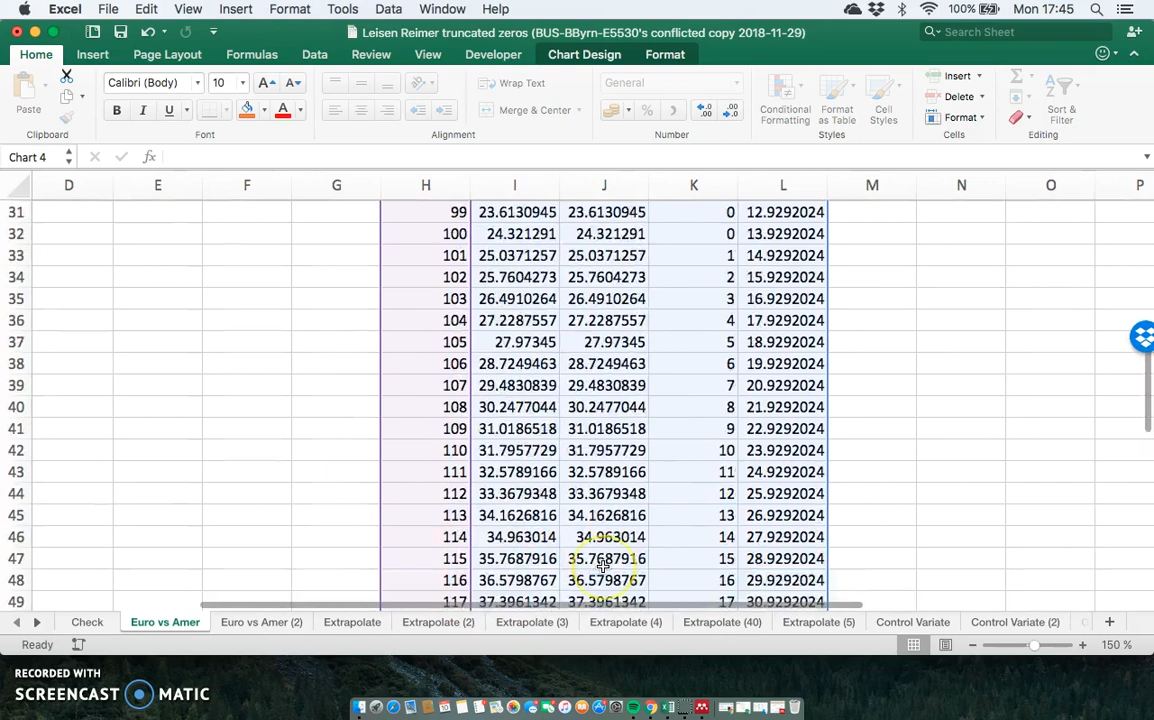 Excel File Edit View Insert Format Tools Data Window Help 100% Mon 17:45
Leisen Reimer truncated zeros (BUS-BByrn-E5530's conflicted copy 2018-11-29) Search Sheet
Home Insert Page Layout Formulas Data Review View Developer Chart Design Format
Paste Calibri (Body) 10 A A Wrap Text General Conditional Formatting Format as Table Cell Styles Insert Delete Format Sort & Filter
B I U A Merge & Center % .0 .00 .00 .0
Clipboard Font Alignment Number Styles Cells Editing
Chart 4 fx
D E F G H I J K L M N O P
31 99 23.6130945 23.6130945 0 12.9292024
32 100 24.321291 24.321291 0 13.9292024
33 101 25.0371257 25.0371257 1 14.9292024
34 102 25.7604273 25.7604273 2 15.9292024
35 103 26.4910264 26.4910264 3 16.9292024
36 104 27.2287557 27.2287557 4 17.9292024
37 105 27.97345 27.97345 5 18.9292024
38 106 28.7249463 28.7249463 6 19.9292024
39 107 29.4830839 29.4830839 7 20.9292024
40 108 30.2477044 30.2477044 8 21.9292024
41 109 31.0186518 31.0186518 9 22.9292024
42 110 31.7957729 31.7957729 10 23.9292024
43 111 32.5789166 32.5789166 11 24.9292024
44 112 33.3679348 33.3679348 12 25.9292024
45 113 34.1626816 34.1626816 13 26.9292024
46 114 34.963014 34.963014 14 27.9292024
47 115 35.7687916 35.7687916 15 28.9292024
48 116 36.5798767 36.5798767 16 29.9292024
49 117 37.3961342 37.3961342 17 30.9292024
Check Euro vs Amer Euro vs Amer (2) Extrapolate Extrapolate (2) Extrapolate (3) Extrapolate (4) Extrapolate (40) Extrapolate (5) Control Variate Control Variate (2)
Ready 150 %
RECORDED WITH
SCREENCAST MATIC